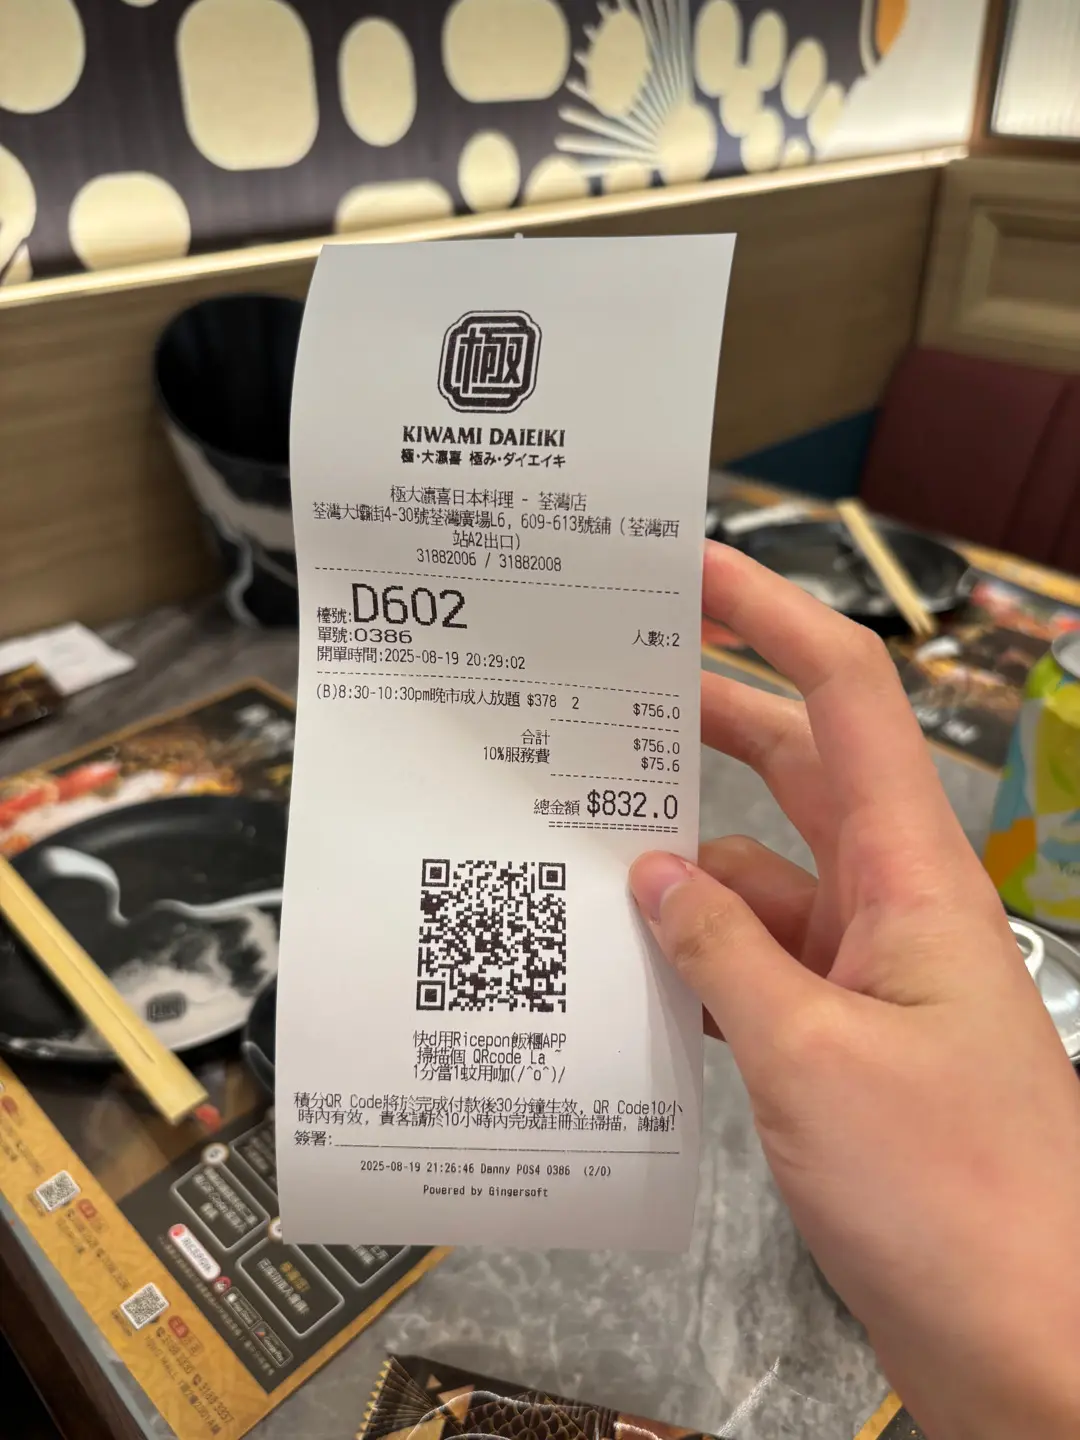 極
KIWAMI DAIEIKI
極・大瀛喜 極み・ダイエイキ
極大瀛喜日本料理 - 荃灣店
荃灣大壩街4-30號荃灣廣場L6, 609-613號舖 (荃灣西
站A2出口)
31882006 / 31882008
檯號:D602
單號:0386 人數:2
開單時間:2025-08-19 20:29:02
(B)8:30-10:30pm晚市成人放題 $378 2 $756.0
合計 $756.0
10%服務費 $75.6
總金額 $832.0
快d用Ricepon飯糰APP
掃描個 QRcode La ~
1分當1蚊用咖(/^o^)/
積分QR Code將於完成付款後30分鐘生效, QR Code10小
時內有效, 貴客請於10小時內完成註冊並掃描, 謝謝!
簽署:
2025-08-19 21:26:46 Danny POS4 0386 (2/0)
Powered by Gingersoft